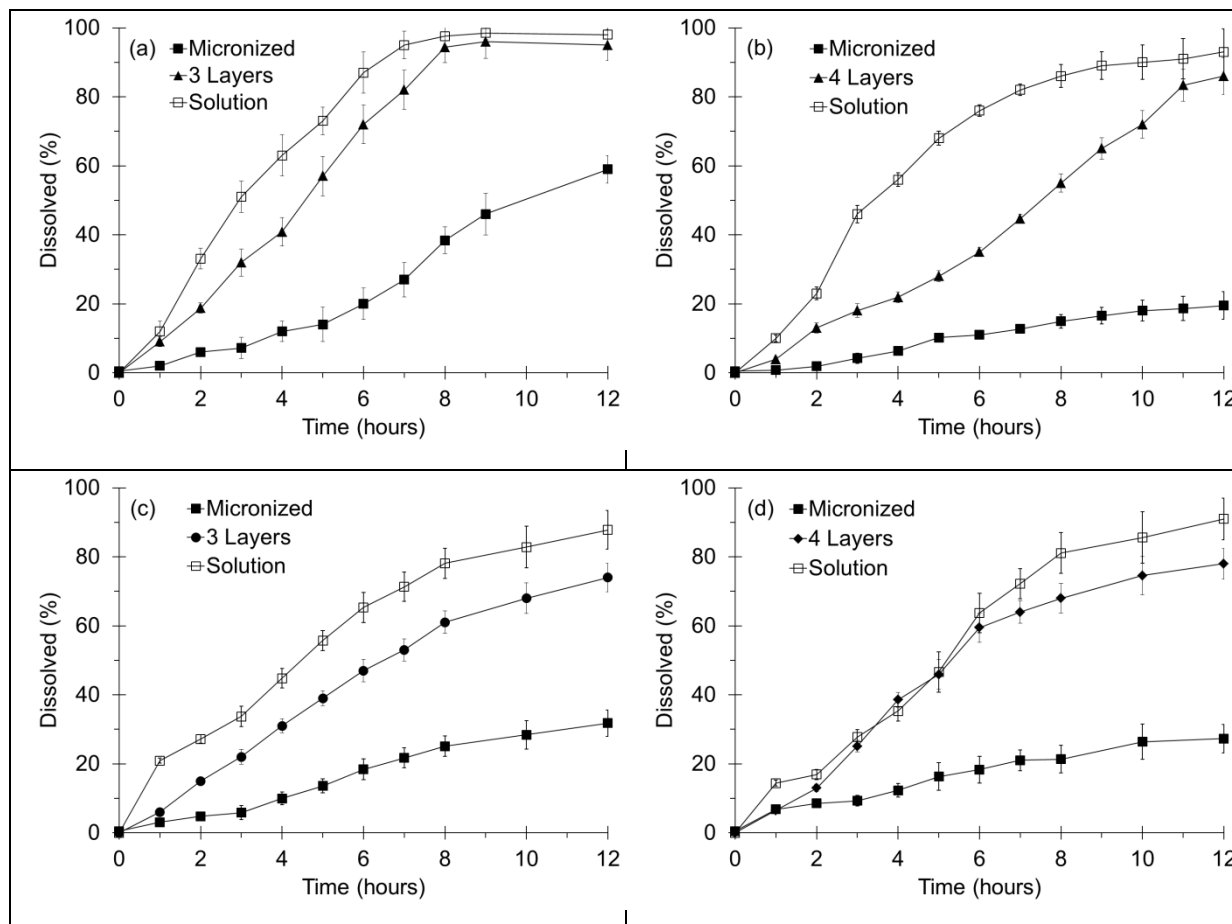 (a)
Micronized
3 Layers
Solution
100
80
60
40
20
0
Dissolved (%)
0 2 4 6 8 10 12
Time (hours)
(b)
Micronized
4 Layers
Solution
100
80
60
40
20
0
Dissolved (%)
0 2 4 6 8 10 12
Time (hours)
(c)
Micronized
3 Layers
Solution
100
80
60
40
20
0
Dissolved (%)
0 2 4 6 8 10 12
Time (hours)
(d)
Micronized
4 Layers
Solution
100
80
60
40
20
0
Dissolved (%)
0 2 4 6 8 10 12
Time (hours)